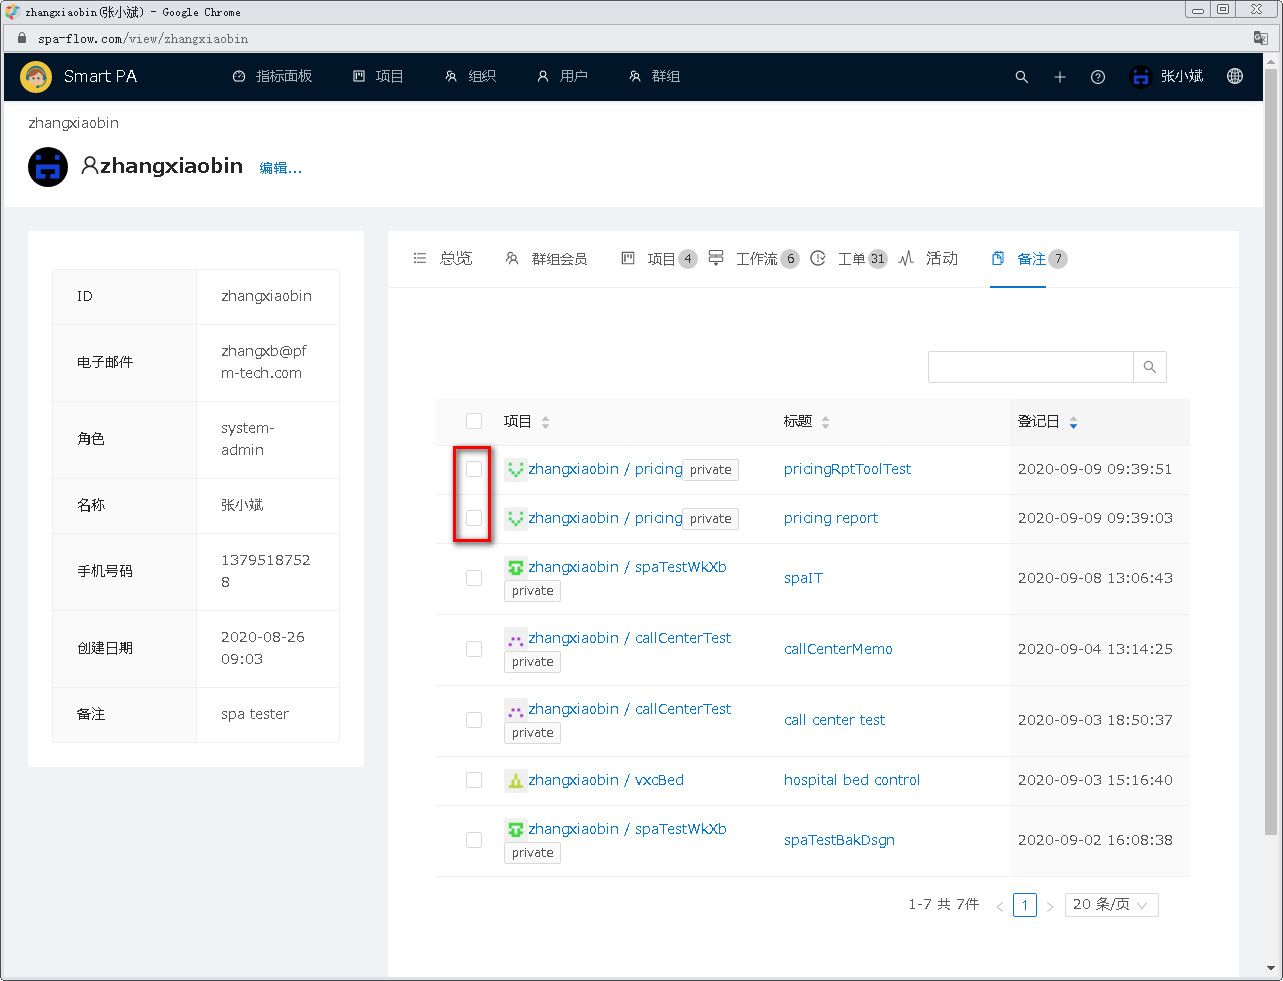 zhangxiaobin(张小斌) - Google Chrome
spa-flow.com/view/zhangxiaobin
Smart PA 指标面板 项目 组织 用户 群组 张小斌
zhangxiaobin
zhangxiaobin 编辑...
总览 群组会员 项目 4 工作流 6 工单 31 活动 备注 7
ID zhangxiaobin
电子邮件 zhangxb@pf
m-tech.com
角色 system-
admin
名称 张小斌
手机号码 1379518752
8
创建日期 2020-08-26
09:03
备注 spa tester
项目 标题 登记日
zhangxiaobin / pricing private pricingRptToolTest 2020-09-09 09:39:51
zhangxiaobin / pricing private pricing report 2020-09-09 09:39:03
zhangxiaobin / spaTestWkXb
private spaIT 2020-09-08 13:06:43
zhangxiaobin / callCenterTest
private callCenterMemo 2020-09-04 13:14:25
zhangxiaobin / callCenterTest
private call center test 2020-09-03 18:50:37
zhangxiaobin / vxcBed hospital bed control 2020-09-03 15:16:40
zhangxiaobin / spaTestWkXb
private spaTestBakDsgn 2020-09-02 16:08:38
1-7 共 7件 < 1 > 20 条/页